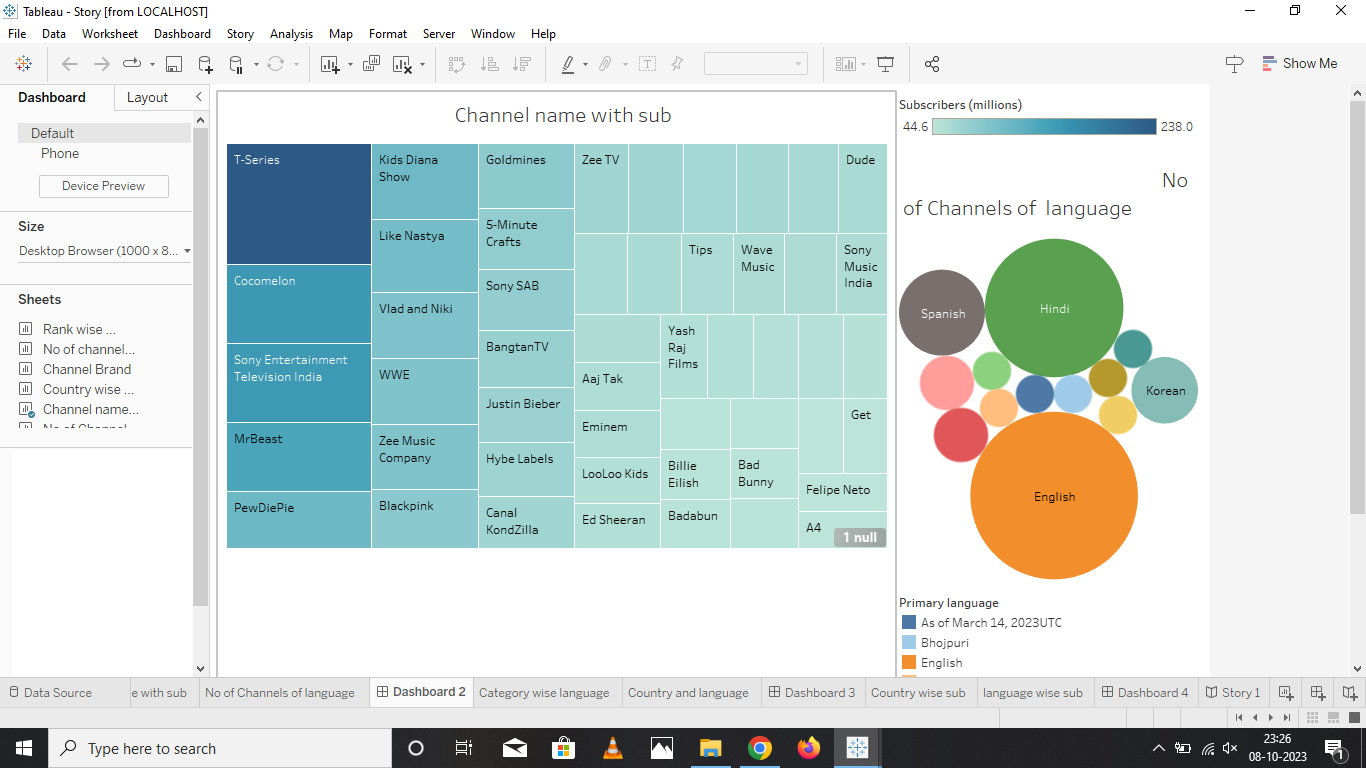 Tableau - Story [from LOCALHOST]
File Data Worksheet Dashboard Story Analysis Map Format Server Window Help
Show Me
Dashboard
Layout
Default
Phone
Device Preview
Size
Desktop Browser (1000 x 8...
Sheets
Rank wise ...
No of channel...
Channel Brand
Country wise ...
Channel name...
No of Channel
Channel name with sub
T-Series
Cocomelon
Sony Entertainment
Television India
MrBeast
PewDiePie
Kids Diana
Show
Like Nastya
Vlad and Niki
WWE
Zee Music
Company
Blackpink
Goldmines
5-Minute
Crafts
Sony SAB
BangtanTV
Justin Bieber
Hybe Labels
Canal
KondZilla
Zee TV
Dude
Tips
Wave
Music
Sony
Music
India
Aaj Tak
Eminem
LooLoo Kids
Ed Sheeran
Yash
Raj
Films
Billie
Eilish
Badabun
Bad
Bunny
Get
Felipe Neto
A4
1 null
Subscribers (millions)
44.6 238.0
No
of Channels of language
Spanish
Hindi
Korean
English
Primary language
As of March 14, 2023UTC
Bhojpuri
English
Data Source
e with sub
No of Channels of language
Dashboard 2
Category wise language
Country and language
Dashboard 3
Country wise sub
language wise sub
Dashboard 4
Story 1
Type here to search
23:26
08-10-2023
1